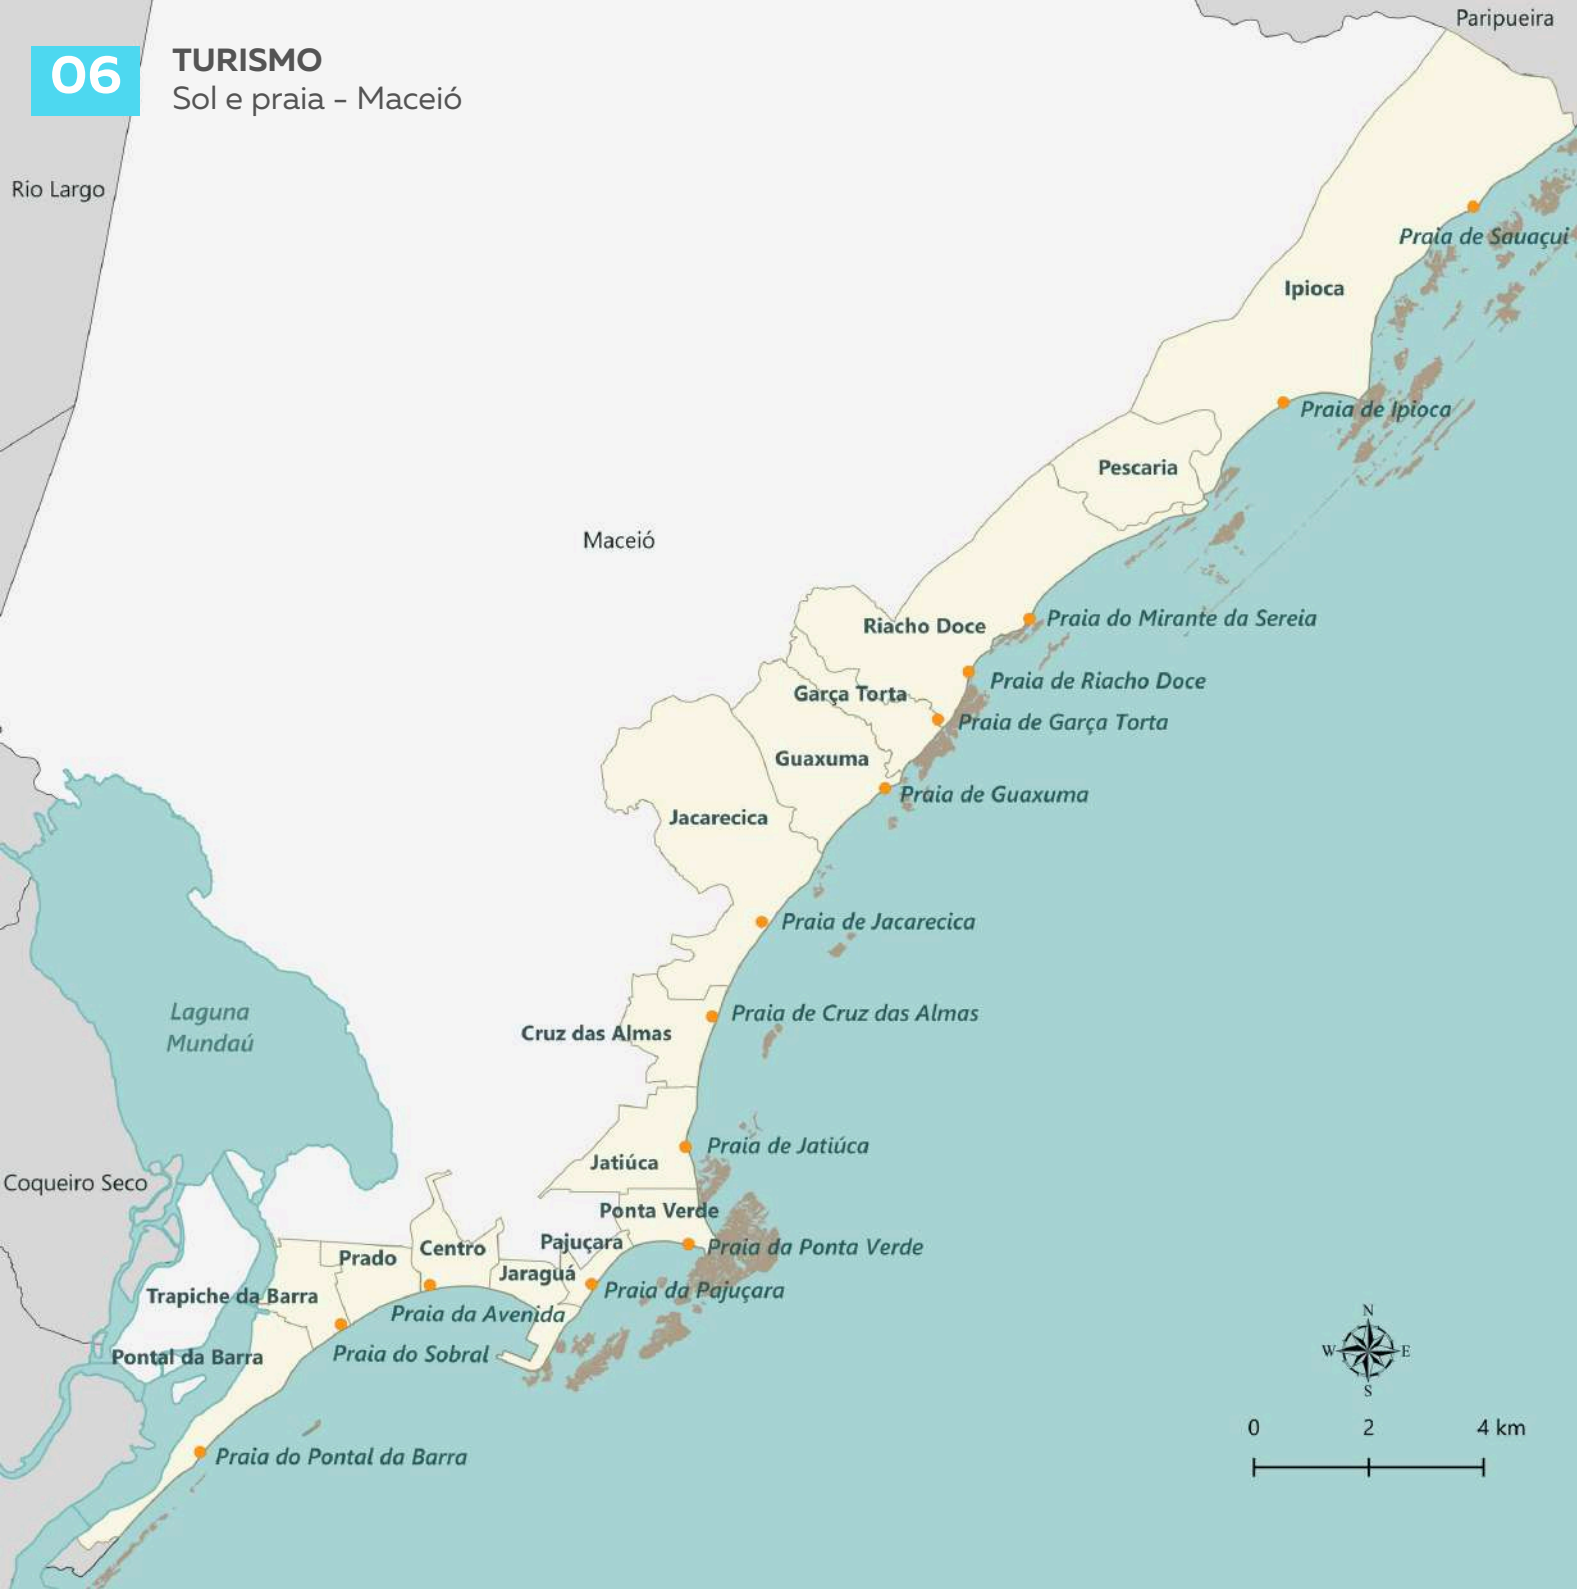 06
TURISMO
Sol e praia - Maceió
Paripueira
Rio Largo
Praia de Sauaçui
Ipioca
Praia de Ipioca
Pescaria
Maceió
Riacho Doce
Praia do Mirante da Sereia
Praia de Riacho Doce
Garça Torta
Praia de Garça Torta
Guaxuma
Praia de Guaxuma
Jacarecica
Praia de Jacarecica
Laguna
Mundaú
Praia de Cruz das Almas
Cruz das Almas
Praia de Jatiúca
Jatiúca
Coqueiro Seco
Ponta Verde
Pajuçara
Praia da Ponta Verde
Centro
Prado
Jaraguá
Praia da Pajuçara
Trapiche da Barra
Praia da Avenida
Praia do Sobral
Pontal da Barra
Praia do Pontal da Barra
N
W E
S
0 2 4 km